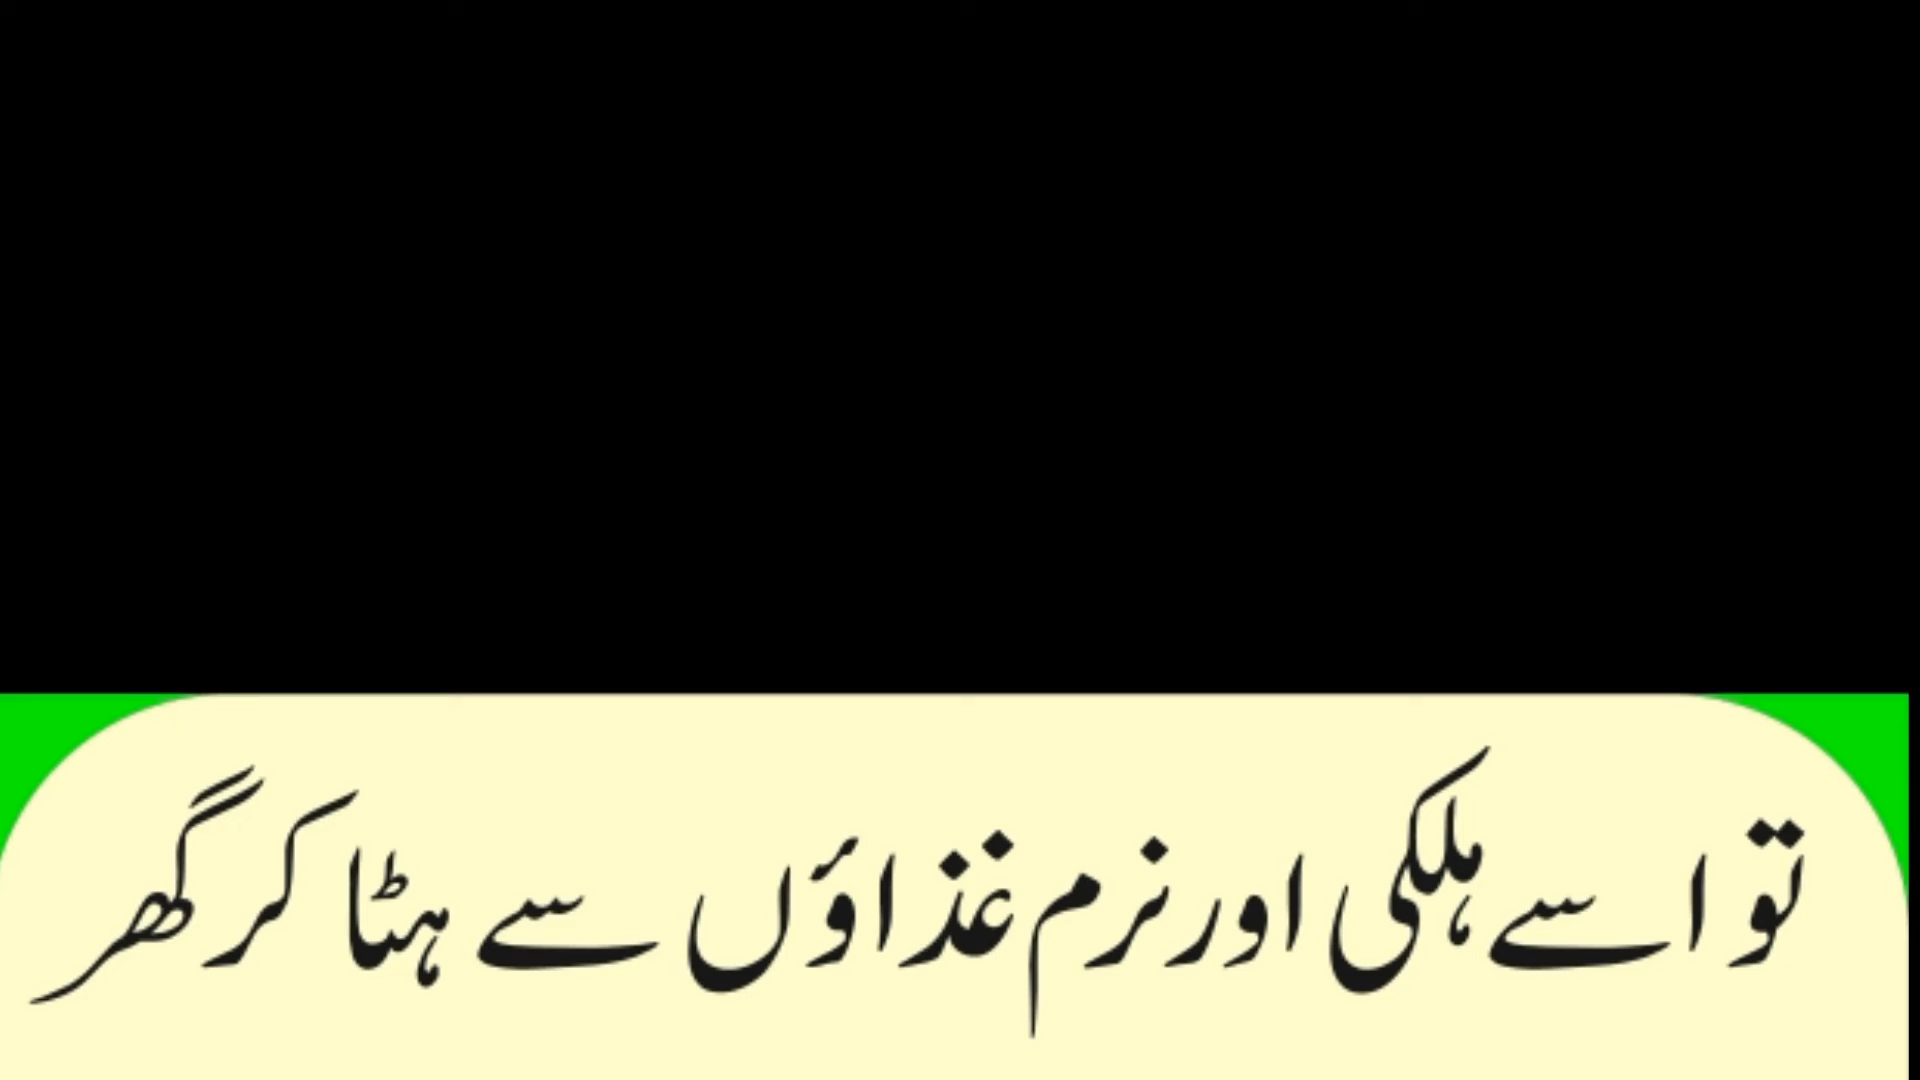 تو اسے ہلکی اور نرم غذاؤں سے ہٹا کر گھر